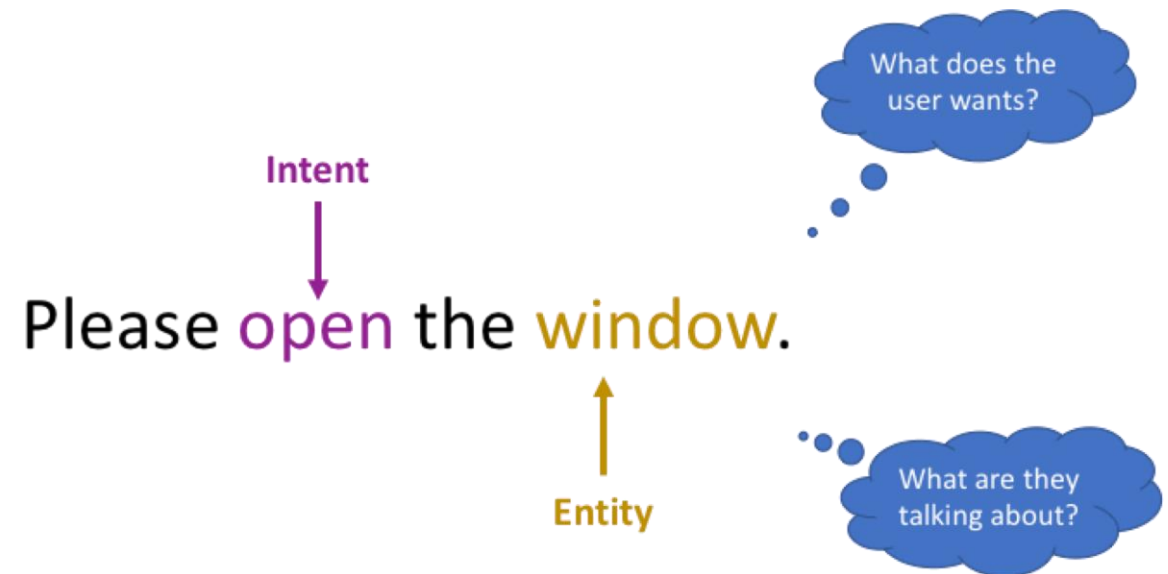 What does the
user wants?
Intent
Please open the window.
What are they
talking about?
Entity